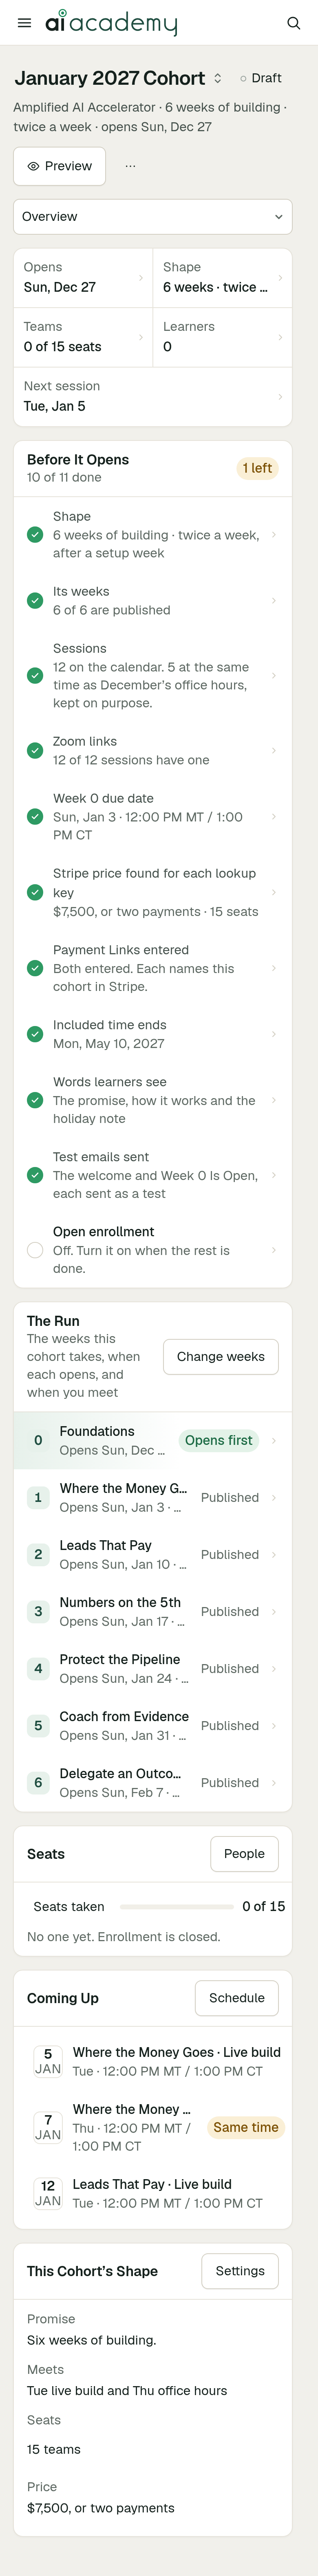 ai academy
January 2027 Cohort
Draft
Amplified AI Accelerator · 6 weeks of building ·
twice a week · opens Sun, Dec 27
Preview
...
Overview
Opens
Sun, Dec 27
Shape
6 weeks · twice ...
Teams
0 of 15 seats
Learners
0
Next session
Tue, Jan 5
Before It Opens
10 of 11 done
1 left
Shape
6 weeks of building · twice a week,
after a setup week
Its weeks
6 of 6 are published
Sessions
12 on the calendar. 5 at the same
time as December’s office hours,
kept on purpose.
Zoom links
12 of 12 sessions have one
Week 0 due date
Sun, Jan 3 · 12:00 PM MT / 1:00
PM CT
Stripe price found for each lookup
key
$7,500, or two payments · 15 seats
Payment Links entered
Both entered. Each names this
cohort in Stripe.
Included time ends
Mon, May 10, 2027
Words learners see
The promise, how it works and the
holiday note
Test emails sent
The welcome and Week 0 Is Open,
each sent as a test
Open enrollment
Off. Turn it on when the rest is
done.
The Run
The weeks this
cohort takes, when
each opens, and
when you meet
Change weeks
0
Foundations
Opens Sun, Dec ...
Opens first
1
Where the Money G...
Opens Sun, Jan 3 · ...
Published
2
Leads That Pay
Opens Sun, Jan 10 · ...
Published
3
Numbers on the 5th
Opens Sun, Jan 17 · ...
Published
4
Protect the Pipeline
Opens Sun, Jan 24 · ...
Published
5
Coach from Evidence
Opens Sun, Jan 31 · ...
Published
6
Delegate an Outco...
Opens Sun, Feb 7 · ...
Published
Seats
People
Seats taken
0 of 15
No one yet. Enrollment is closed.
Coming Up
Schedule
5
JAN
Where the Money Goes · Live build
Tue · 12:00 PM MT / 1:00 PM CT
7
JAN
Where the Money ...
Thu · 12:00 PM MT /
1:00 PM CT
Same time
12
JAN
Leads That Pay · Live build
Tue · 12:00 PM MT / 1:00 PM CT
This Cohort’s Shape
Settings
Promise
Six weeks of building.
Meets
Tue live build and Thu office hours
Seats
15 teams
Price
$7,500, or two payments